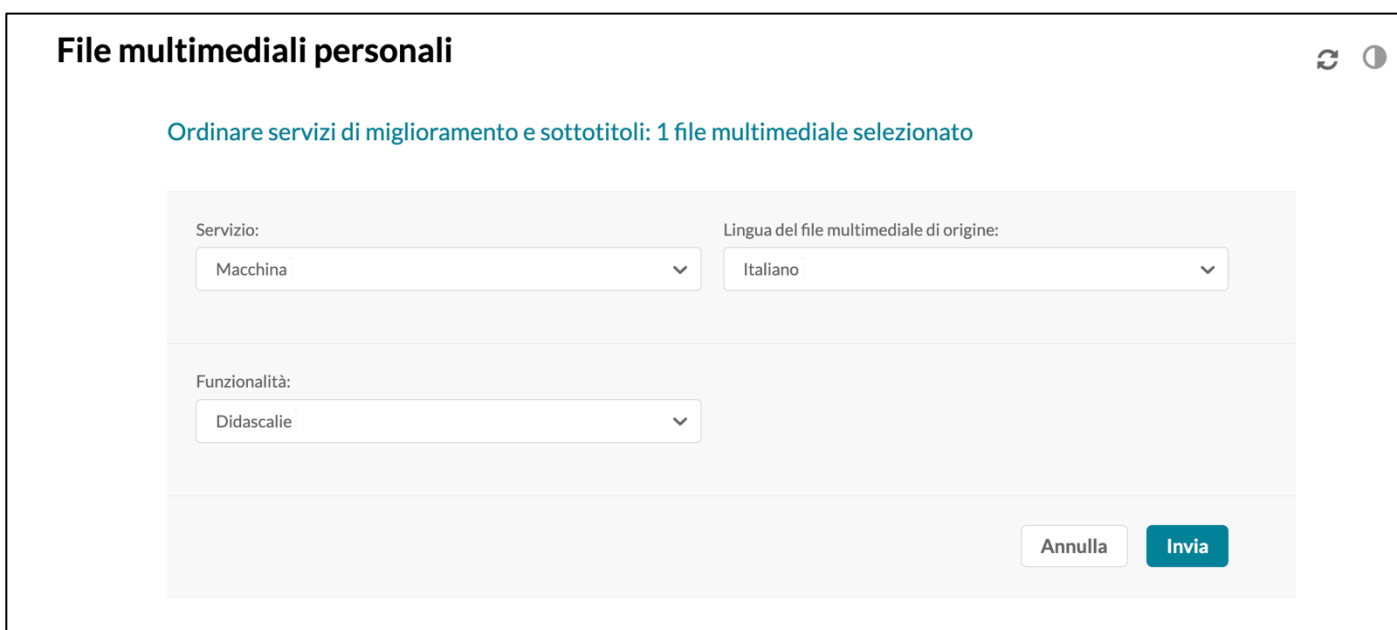 File multimediali personali
Ordinare servizi di miglioramento e sottotitoli: 1 file multimediale selezionato
Servizio:
Lingua del file multimediale di origine:
Macchina
Italiano
Funzionalità:
Didascalie
Annulla
Invia